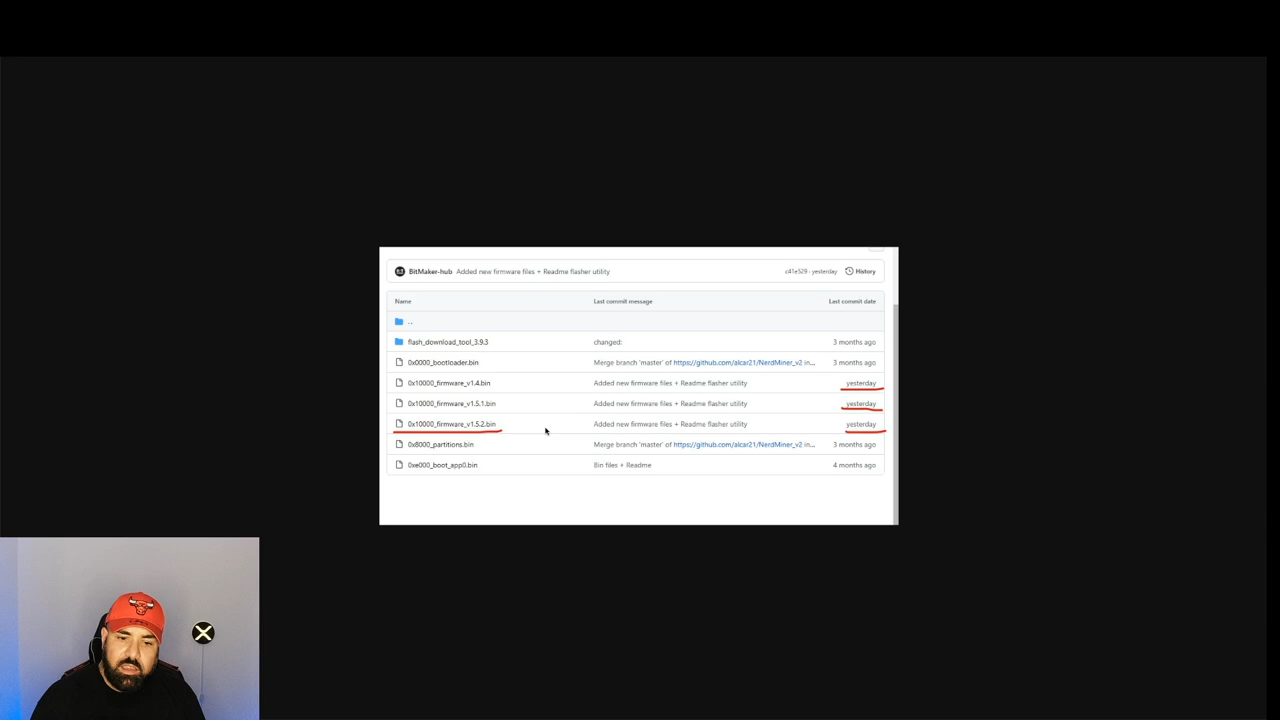 BitMaker-hub Added new firmware files + Readme flasher utility c41e529 · yesterday History
Name Last commit message Last commit date
..
flash_download_tool_3.9.3 changed: 3 months ago
0x0000_bootloader.bin Merge branch 'master' of https://github.com/alcar21/NerdMiner_v2 in... 3 months ago
0x10000_firmware_v1.4.bin Added new firmware files + Readme flasher utility yesterday
0x10000_firmware_v1.5.1.bin Added new firmware files + Readme flasher utility yesterday
0x10000_firmware_v1.5.2.bin Added new firmware files + Readme flasher utility yesterday
0x8000_partitions.bin Merge branch 'master' of https://github.com/alcar21/NerdMiner_v2 in... 3 months ago
0xe000_boot_app0.bin Bin files + Readme 4 months ago